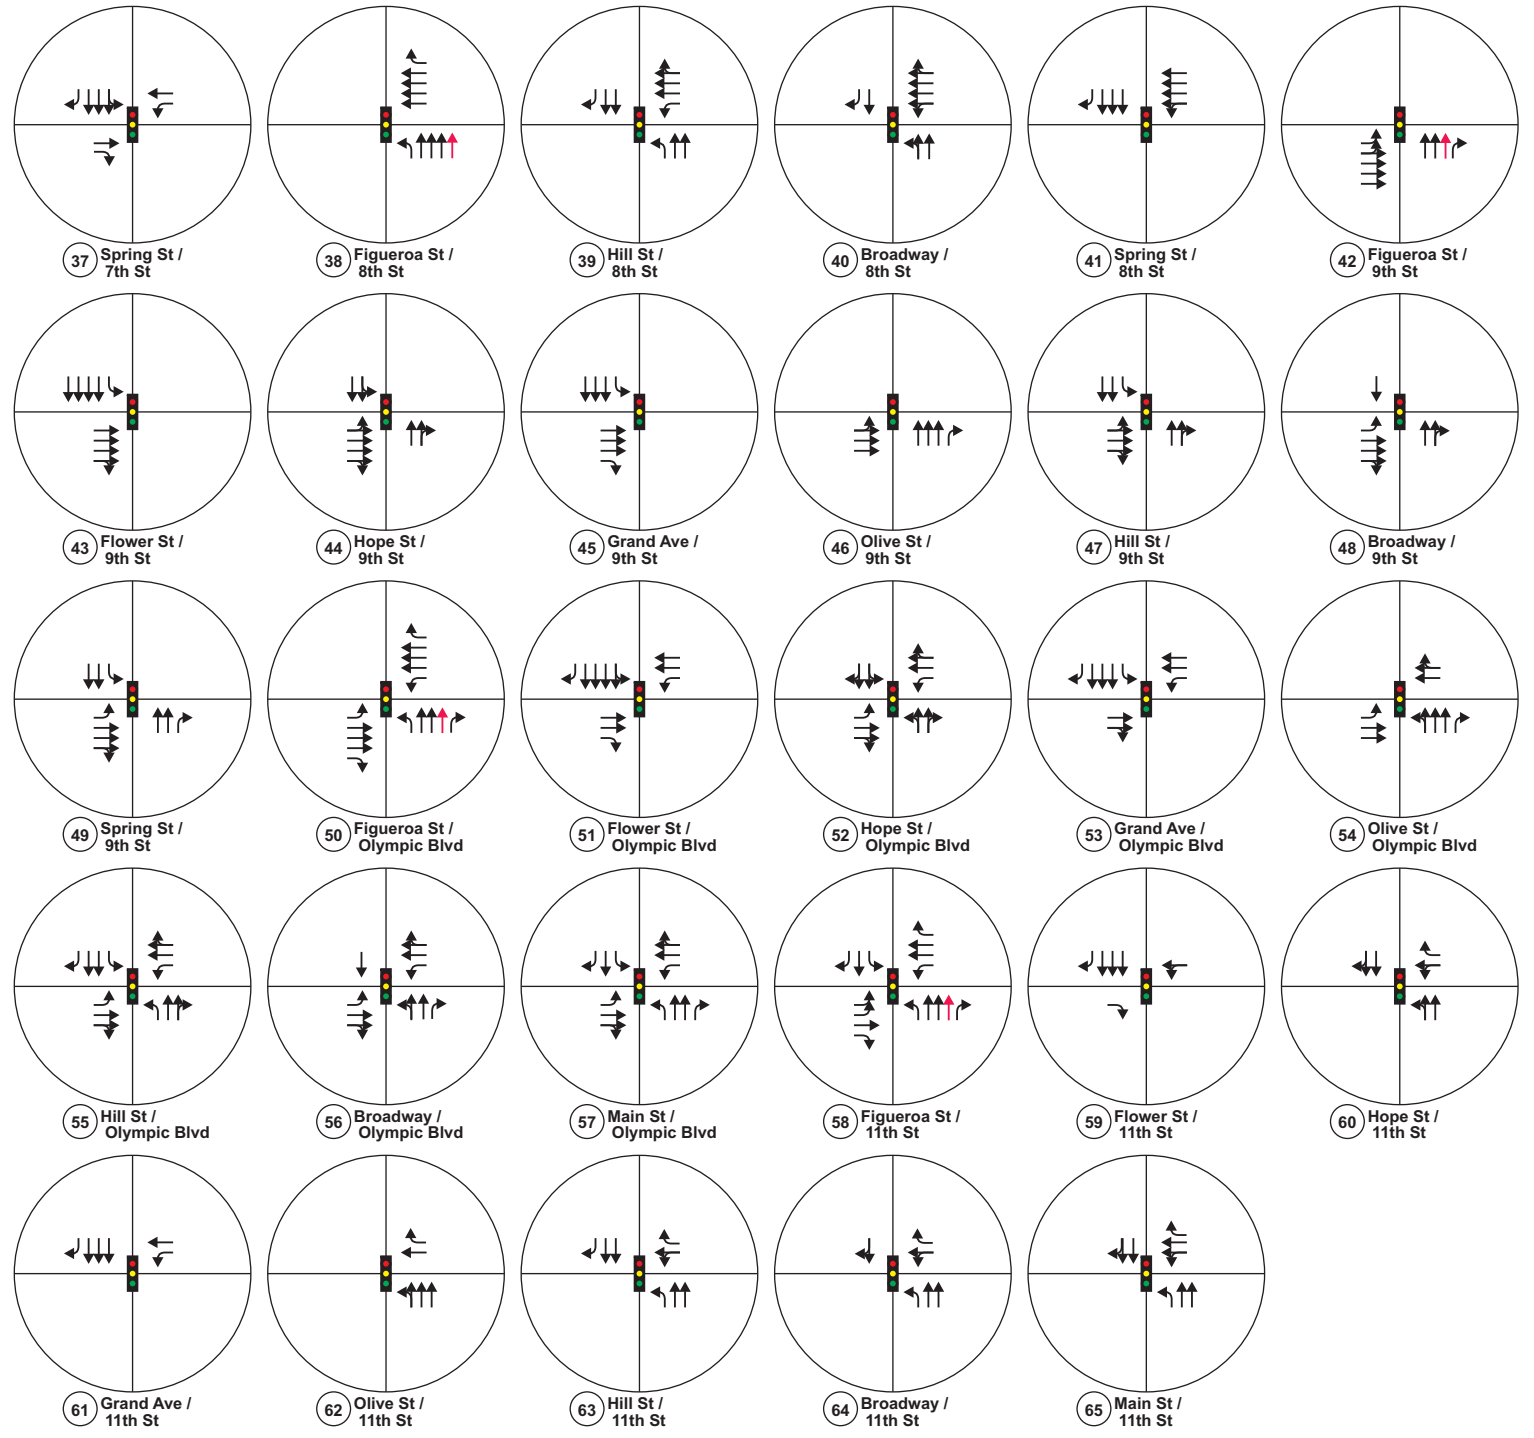 37 Spring St /
7th St
38 Figueroa St /
8th St
39 Hill St /
8th St
40 Broadway /
8th St
41 Spring St /
8th St
42 Figueroa St /
9th St
43 Flower St /
9th St
44 Hope St /
9th St
45 Grand Ave /
9th St
46 Olive St /
9th St
47 Hill St /
9th St
48 Broadway /
9th St
49 Spring St /
9th St
50 Figueroa St /
Olympic Blvd
51 Flower St /
Olympic Blvd
52 Hope St /
Olympic Blvd
53 Grand Ave /
Olympic Blvd
54 Olive St /
Olympic Blvd
55 Hill St /
Olympic Blvd
56 Broadway /
Olympic Blvd
57 Main St /
Olympic Blvd
58 Figueroa St /
11th St
59 Flower St /
11th St
60 Hope St /
11th St
61 Grand Ave /
11th St
62 Olive St /
11th St
63 Hill St /
11th St
64 Broadway /
11th St
65 Main St /
11th St